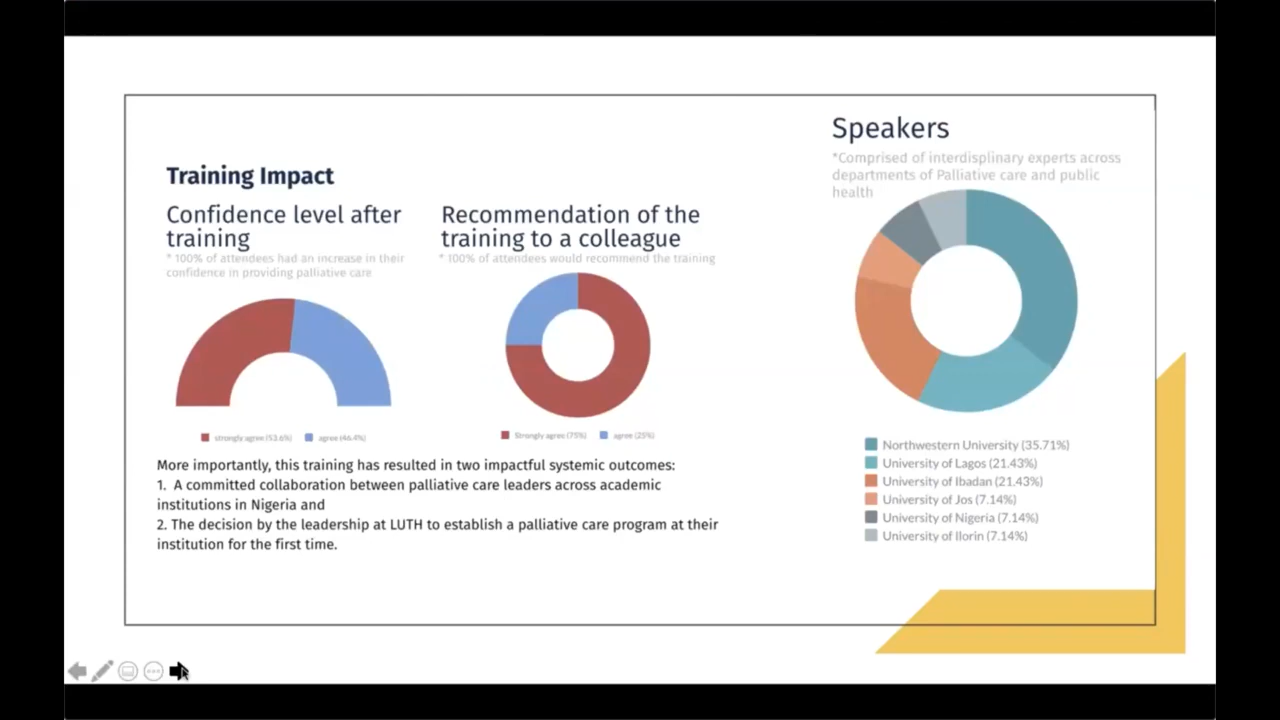 Training Impact
Confidence level after
training
* 100% of attendees had an increase in their
confidence in providing palliative care
strongly agree (53.6%)
agree (46.4%)
Recommendation of the
training to a colleague
* 100% of attendees would recommend the training
Strongly agree (75%)
agree (25%)
More importantly, this training has resulted in two impactful systemic outcomes:
1. A committed collaboration between palliative care leaders across academic
institutions in Nigeria and
2. The decision by the leadership at LUTH to establish a palliative care program at their
institution for the first time.
Speakers
*Comprised of interdisplinary experts across
departments of Palliative care and public
health
Northwestern University (35.71%)
University of Lagos (21.43%)
University of Ibadan (21.43%)
University of Jos (7.14%)
University of Nigeria (7.14%)
University of Ilorin (7.14%)